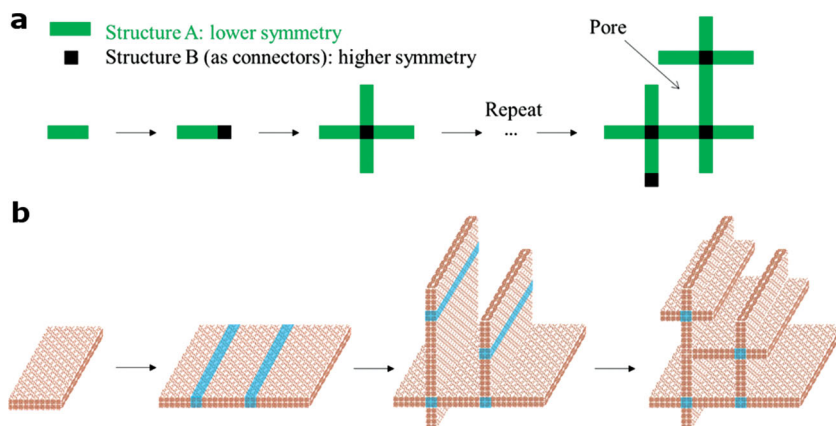 a
Structure A: lower symmetry
Structure B (as connectors): higher symmetry
Pore
Repeat
...
b